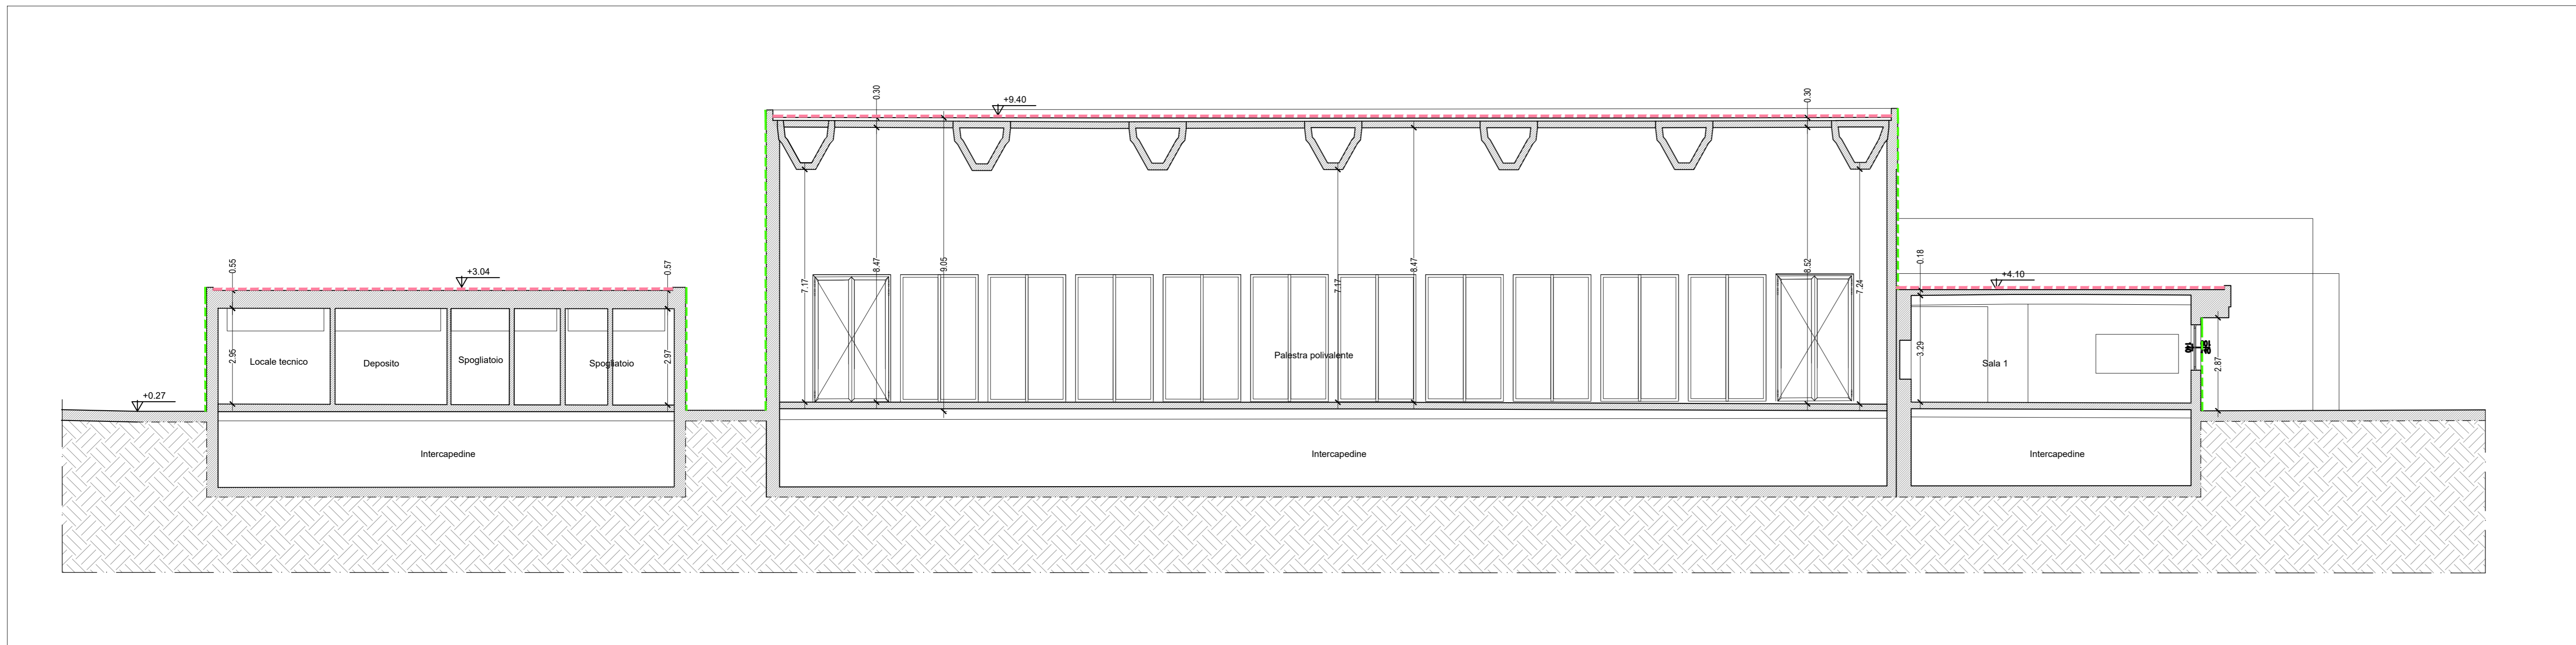 +9.40
0.30
0.30
+3.04
0.55
0.57
+4.10
0.18
7.17
8.47
9.05
7.17
8.47
8.52
7.24
+0.27
2.95
Locale tecnico
Deposito
Spogliatoio
Spogliatoio
2.97
Palestra polivalente
3.29
Sala 1
2.87
Intercapedine
Intercapedine
Intercapedine